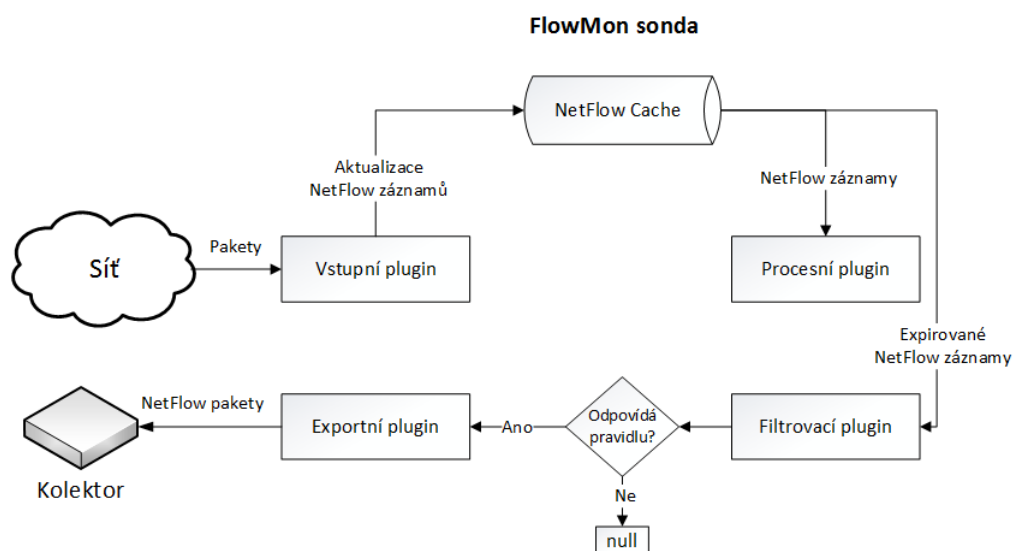 FlowMon sonda
NetFlow Cache
Aktualizace
NetFlow záznamů
NetFlow záznamy
Pakety
Síť
Vstupní plugin
Procesní plugin
Expirované
NetFlow záznamy
NetFlow pakety
Exportní plugin
Ano
Odpovídá
pravidlu?
Filtrovací plugin
Kolektor
Ne
null